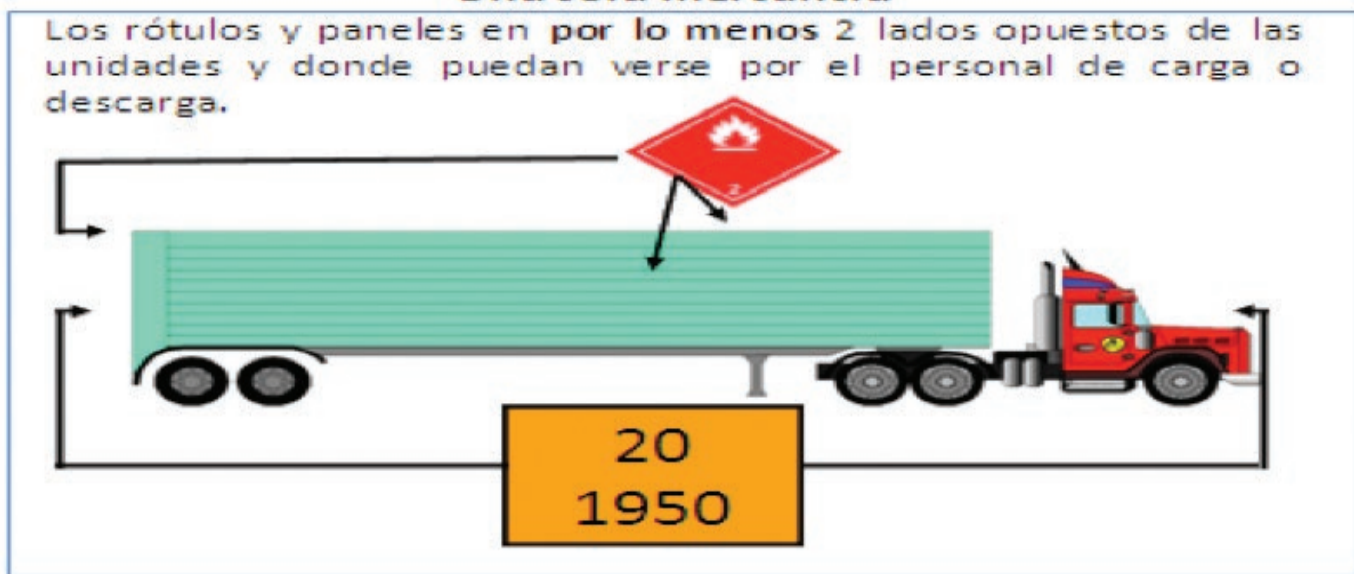 Los rótulos y paneles en por lo menos 2 lados opuestos de las
unidades y donde puedan verse por el personal de carga o
descarga.
2
20
1950